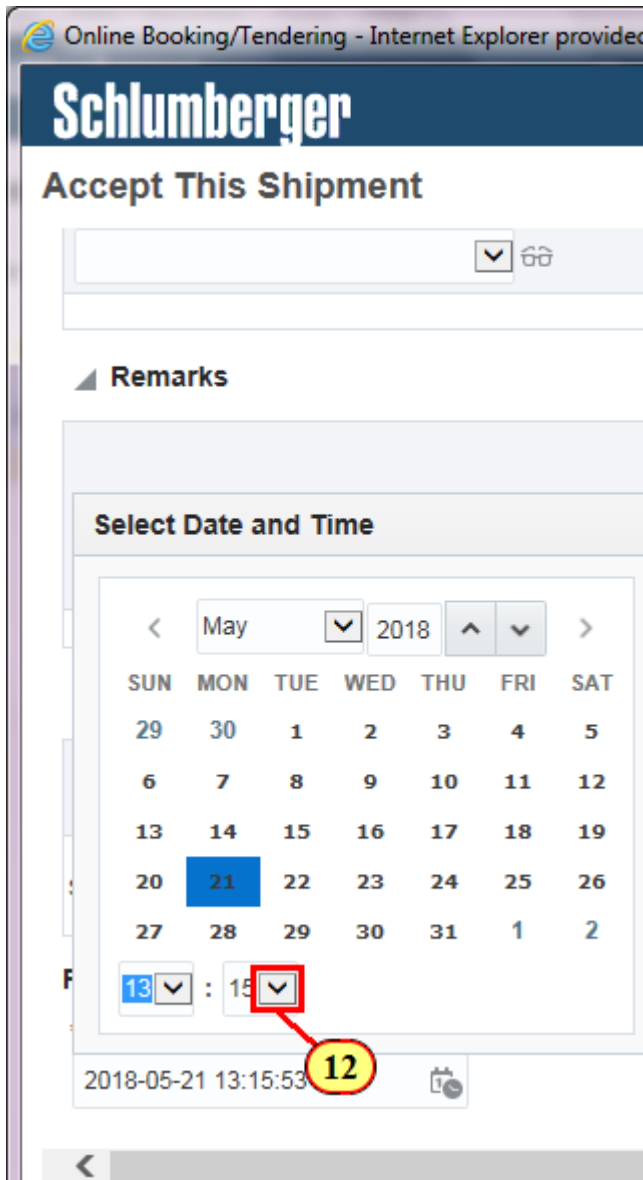 Online Booking/Tendering - Internet Explorer provided
Schlumberger
Accept This Shipment
Remarks
Select Date and Time
May 2018
SUN MON TUE WED THU FRI SAT
29 30 1 2 3 4 5
6 7 8 9 10 11 12
13 14 15 16 17 18 19
20 21 22 23 24 25 26
27 28 29 30 31 1 2
13 : 15
12
2018-05-21 13:15:53